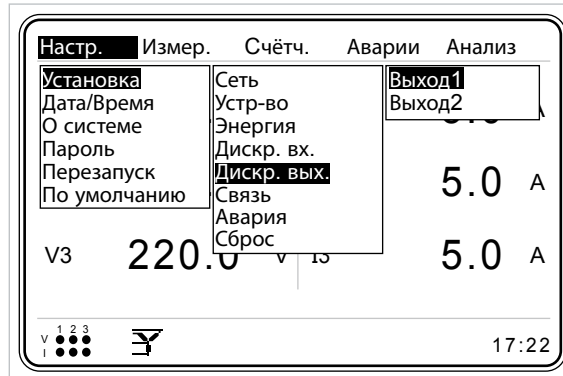 Настр. Измер. Счётч. Аварии Анализ
Установка Сеть Выход1
Дата/Время Устр-во Выход2
О системе Энергия
Пароль Дискр. вх.
Перезапуск Дискр. вых. 5.0 A
По умолчанию Связь
Авария
Сброс
V3 220.0 V I3 5.0 A
1 2 3
V
I 17:22